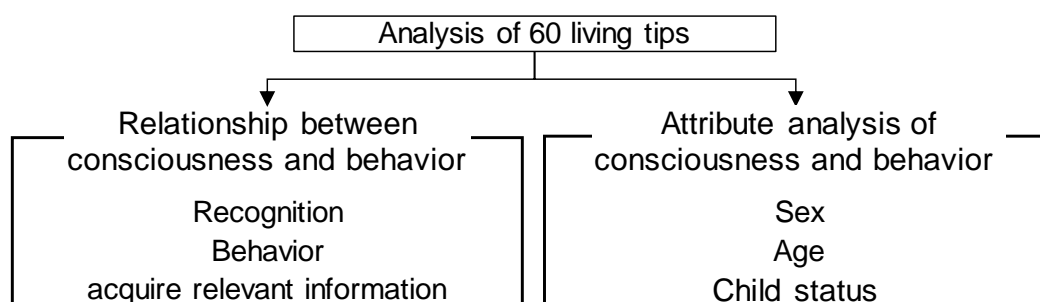 Analysis of 60 living tips
Relationship between
consciousness and behavior
Recognition
Behavior
acquire relevant information
Attribute analysis of
consciousness and behavior
Sex
Age
Child status